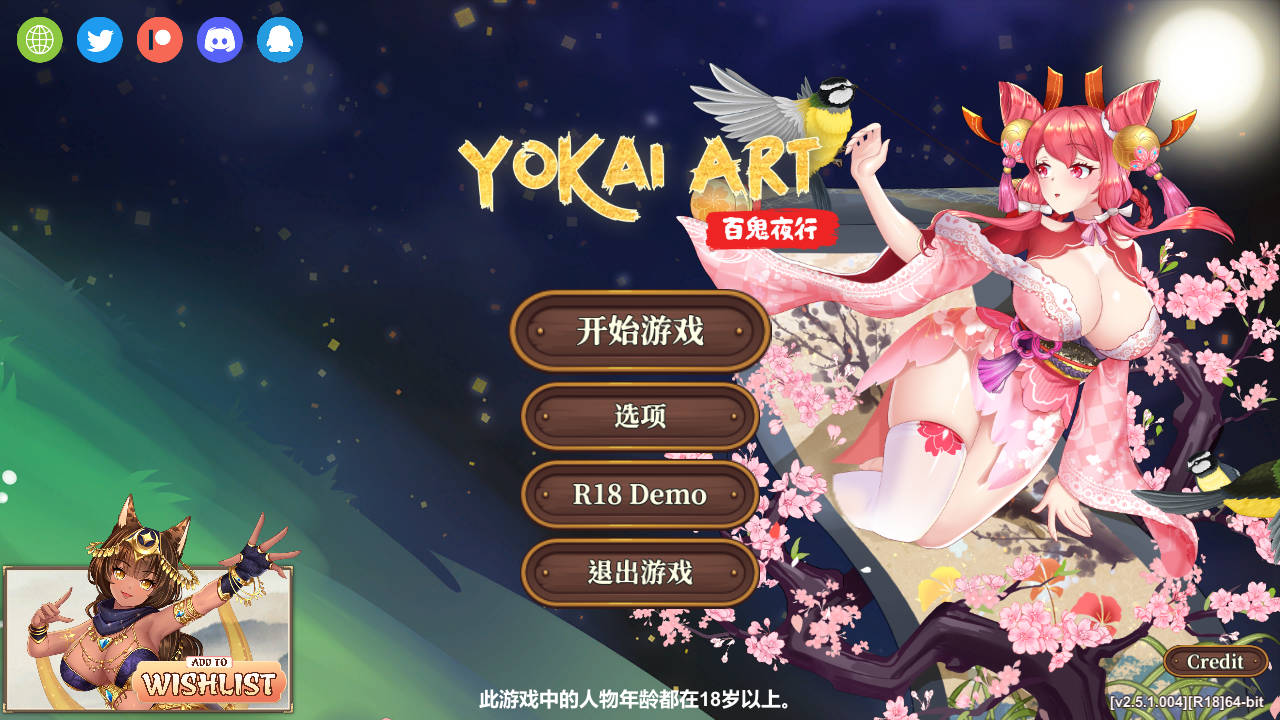 YOKAI ART
百鬼夜行
开始游戏
选项
R18 Demo
退出游戏
ADD TO
WISHLIST
Credit
此游戏中的人物年龄都在18岁以上。
[v2.5.1.004][R18]64-bit